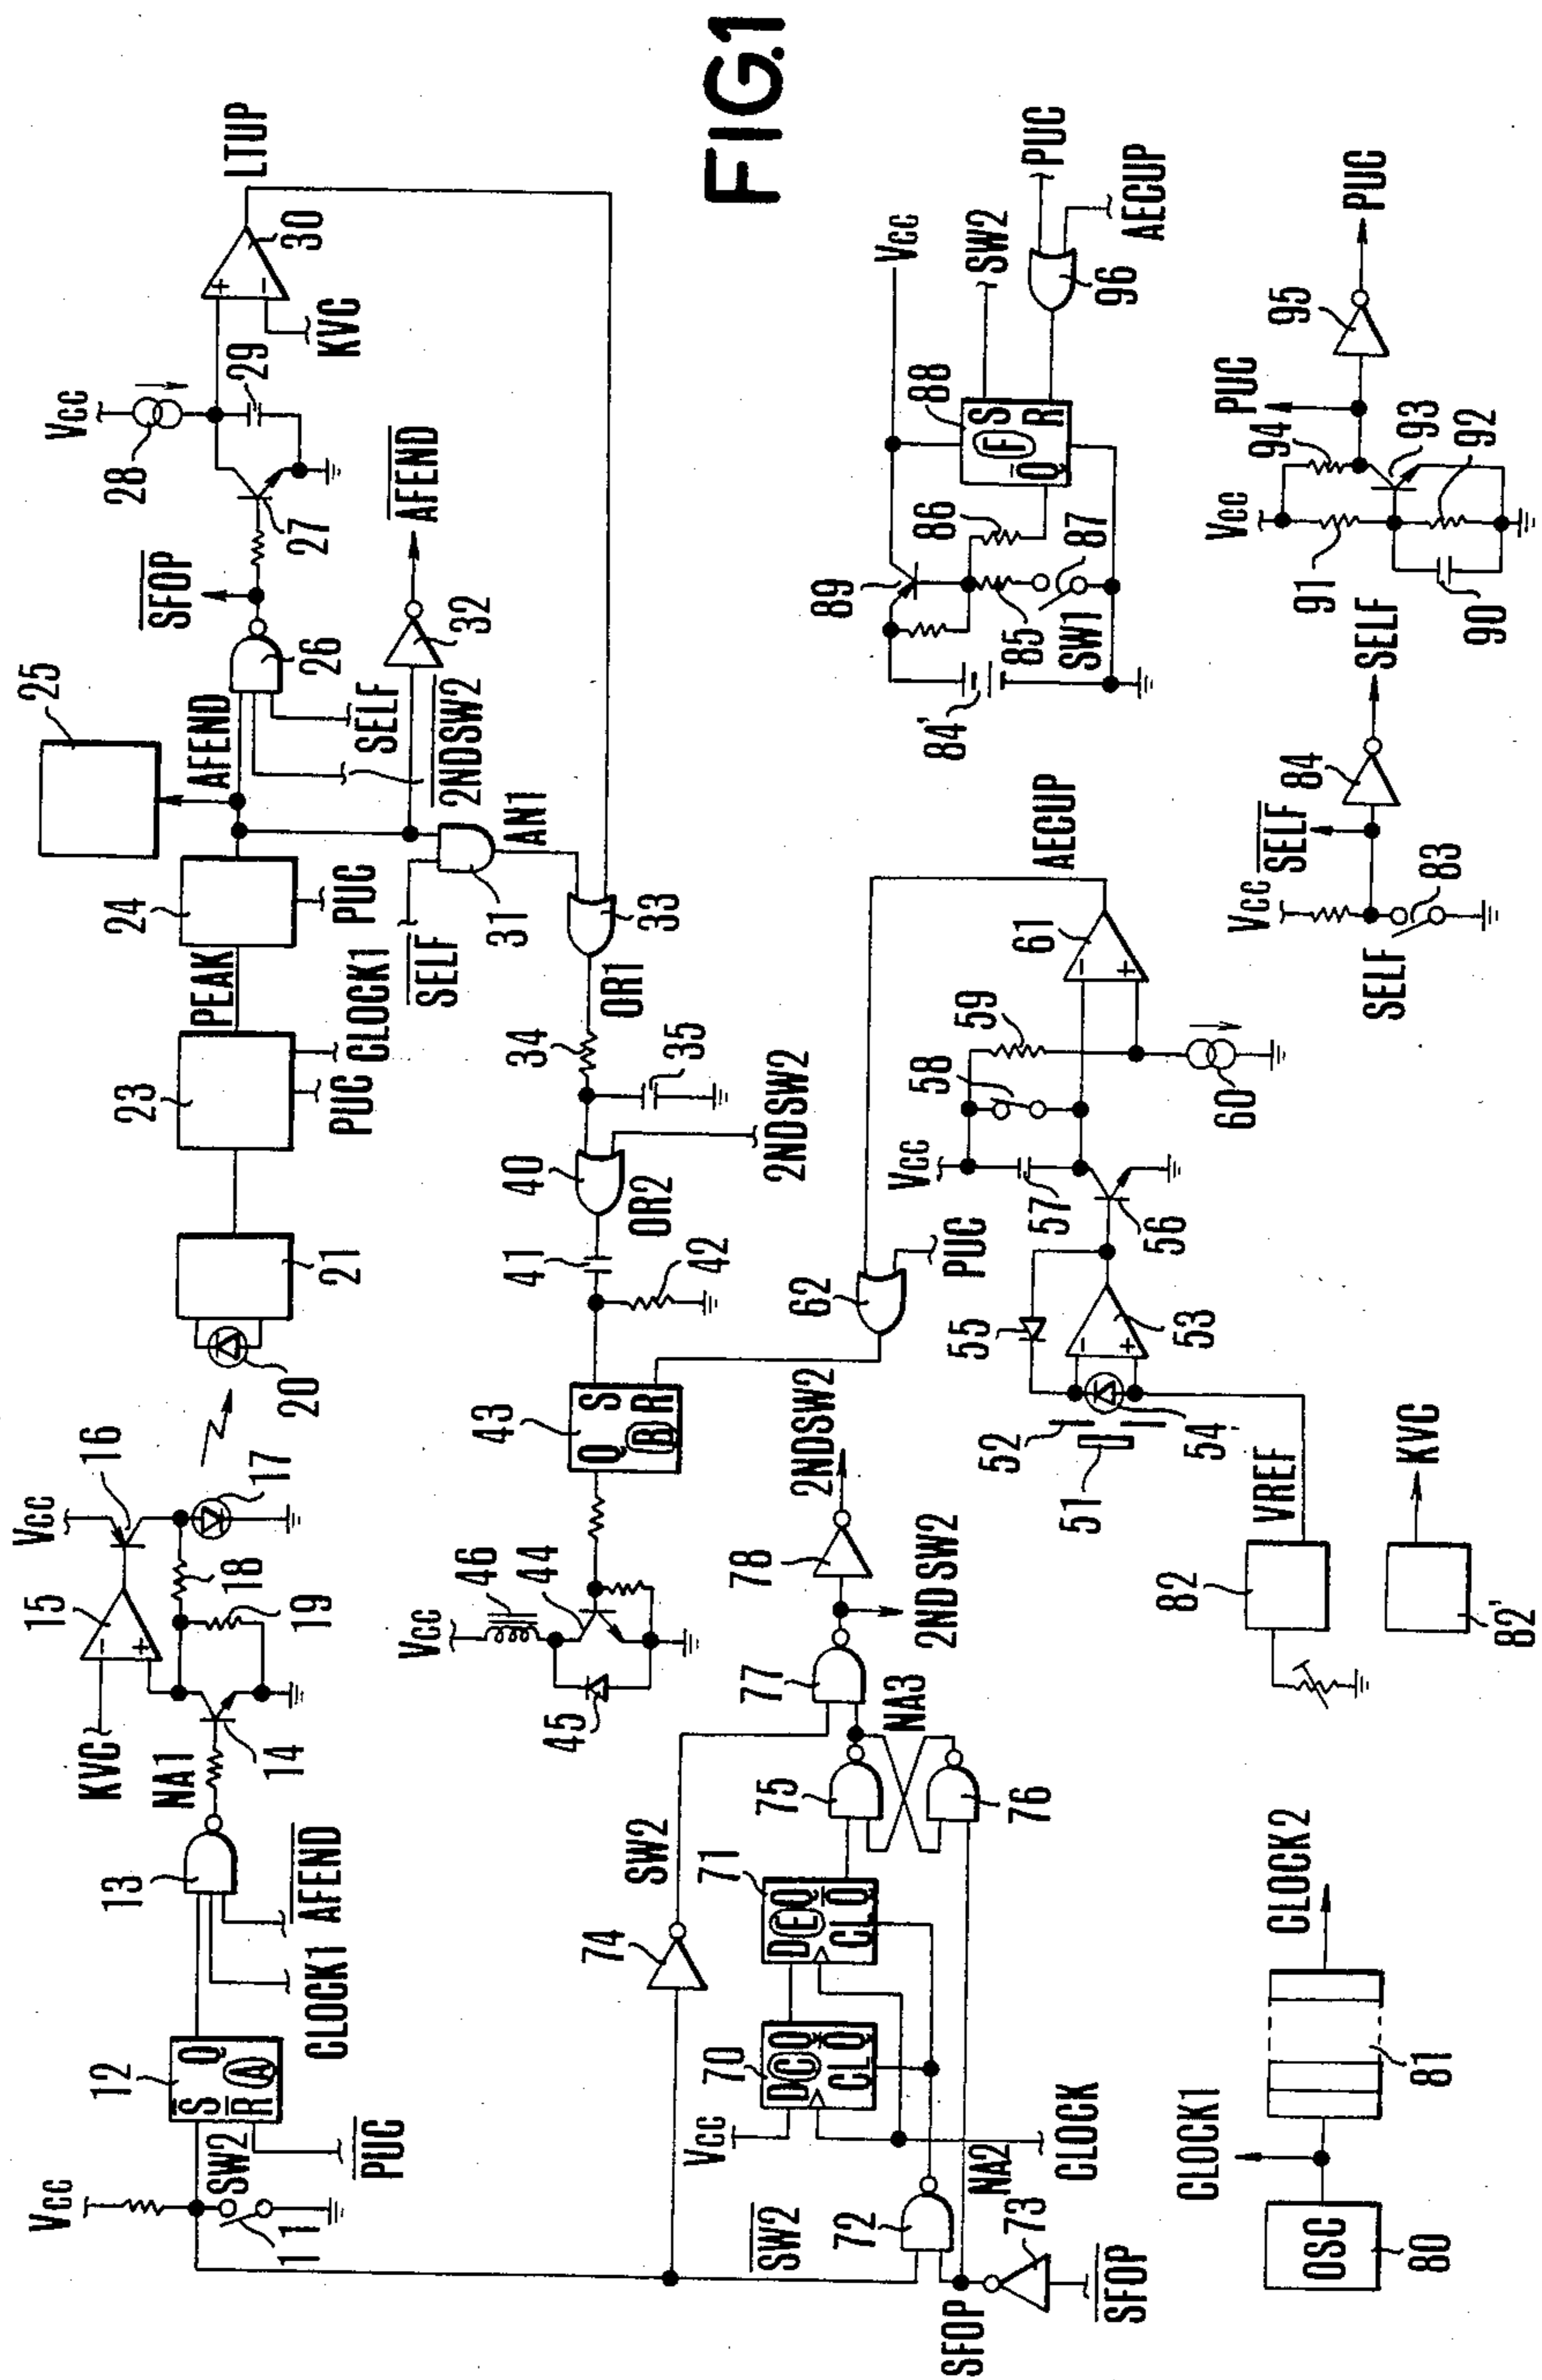 FIG.1
Vcc
SW2
11
PUC
12
S
Q
R
A
13
CLOCK1
AFEND
NA1
KVC
14
15
16
Vcc
17
18
19
20
21
23
PUC
CLOCK1
PEAK
24
PUC
25
AFEND
26
SELF
2NDSW2
SFOP
27
Vcc
28
29
KVC
30
LTUP
31
SELF
AN1
32
AFEND
33
OR1
34
35
40
2NDSW2
OR2
41
42
43
Q
S
B
R
44
45
46
Vcc
SW2
74
Vcc
70
D
C
Q
Q
CL
71
D
E
Q
Q
CL
CLOCK
NA2
SW2
72
73
SFOP
SFOP
75
76
NA3
77
2NDSW2
78
2NDSW2
62
PUC
AECUP
51
52
53
54
55
56
57
58
59
60
61
Vcc
VREF
82
KVC
82'
OSC
80
CLOCK1
81
CLOCK2
Vcc
SELF
83
SELF
84
SELF
84'
85
SW1
86
87
88
F
S
R
Q
89
Vcc
SW2
PUC
AECUP
96
Vcc
90
91
92
93
94
PUC
95
PUC